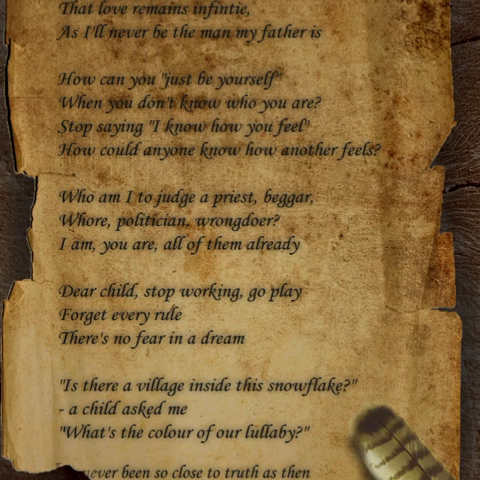 That love remains infintie,
As I'll never be the man my father is
How can you "just be yourself"
When you don't know who you are?
Stop saying "I know how you feel"
How could anyone know how another feels?
Who am I to judge a priest, beggar,
Whore, politician, wrongdoer?
I am, you are, all of them already
Dear child, stop working, go play
Forget every rule
There's no fear in a dream
"Is there a village inside this snowflake?"
- a child asked me
"What's the colour of our lullaby?"
never been so close to truth as then